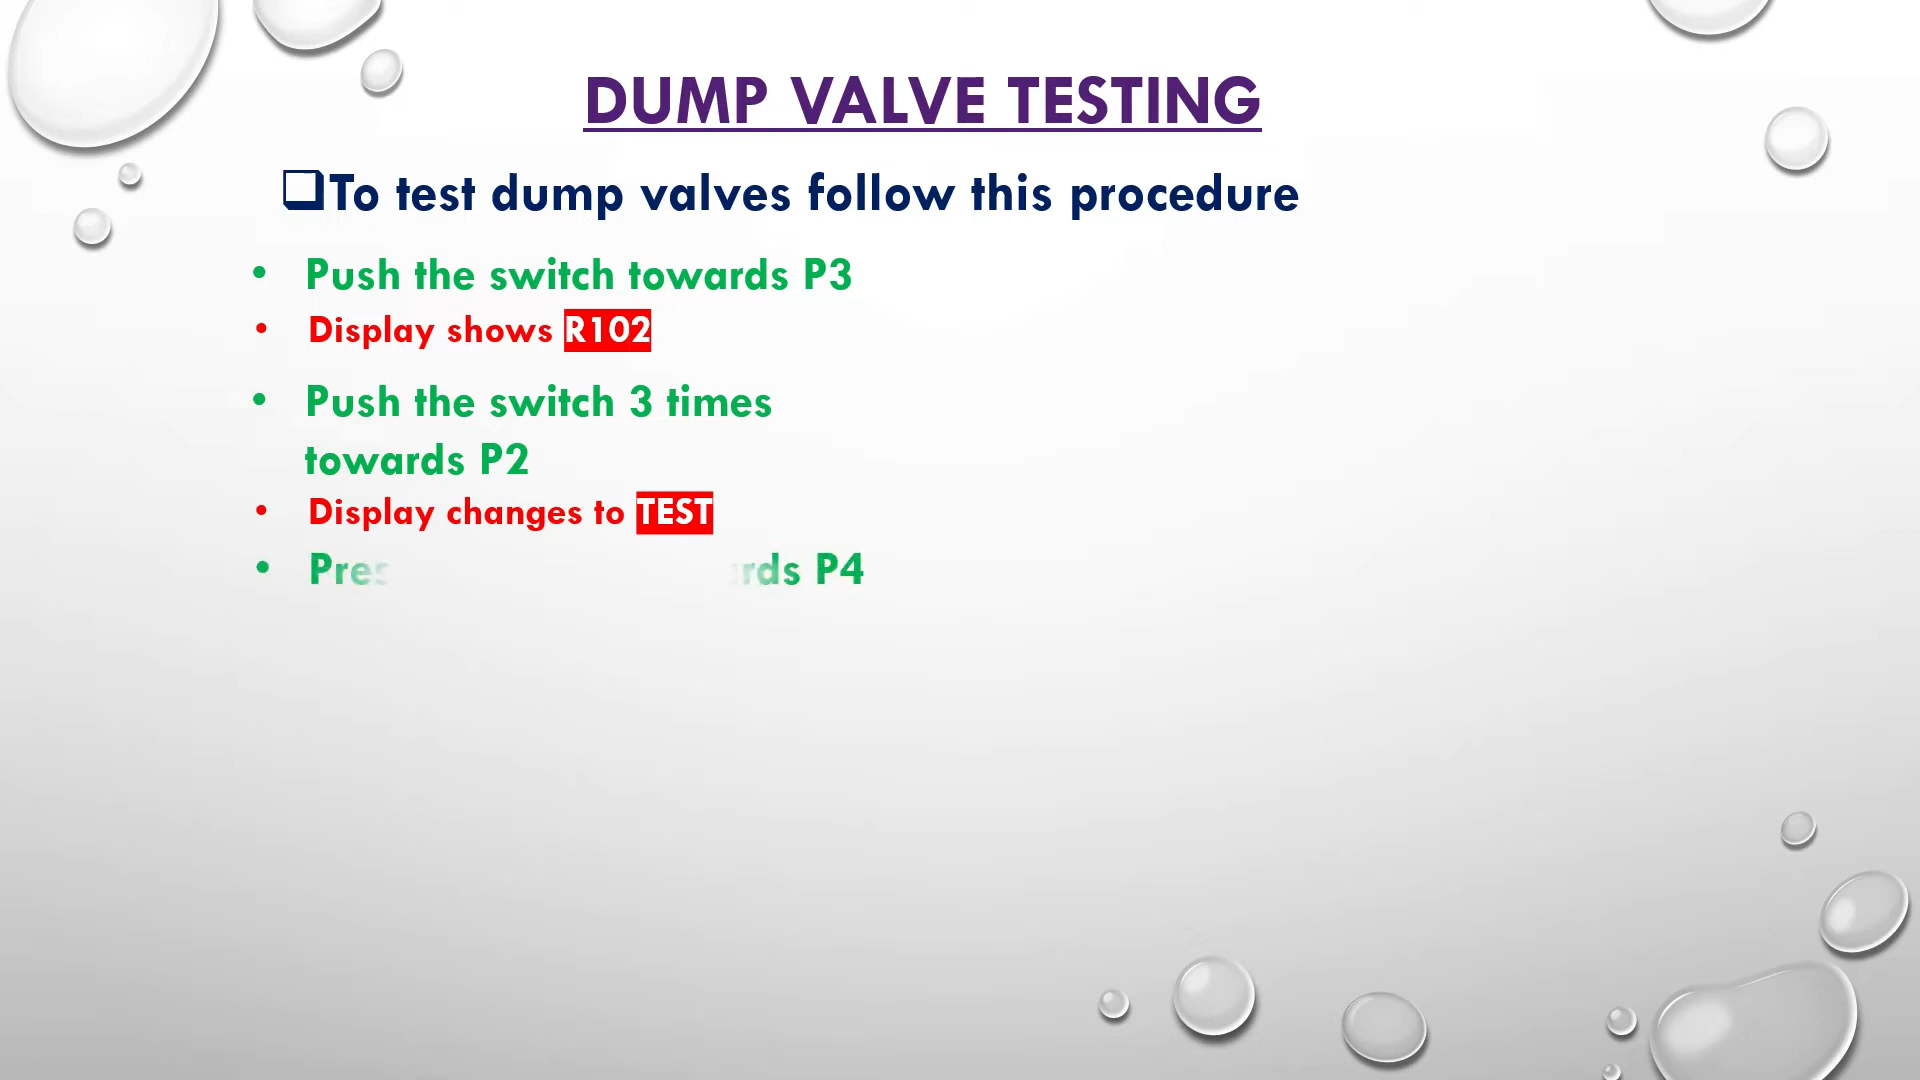 DUMP VALVE TESTING
❑To test dump valves follow this procedure
• Push the switch towards P3
• Display shows R102
• Push the switch 3 times
towards P2
• Display changes to TEST
• P4